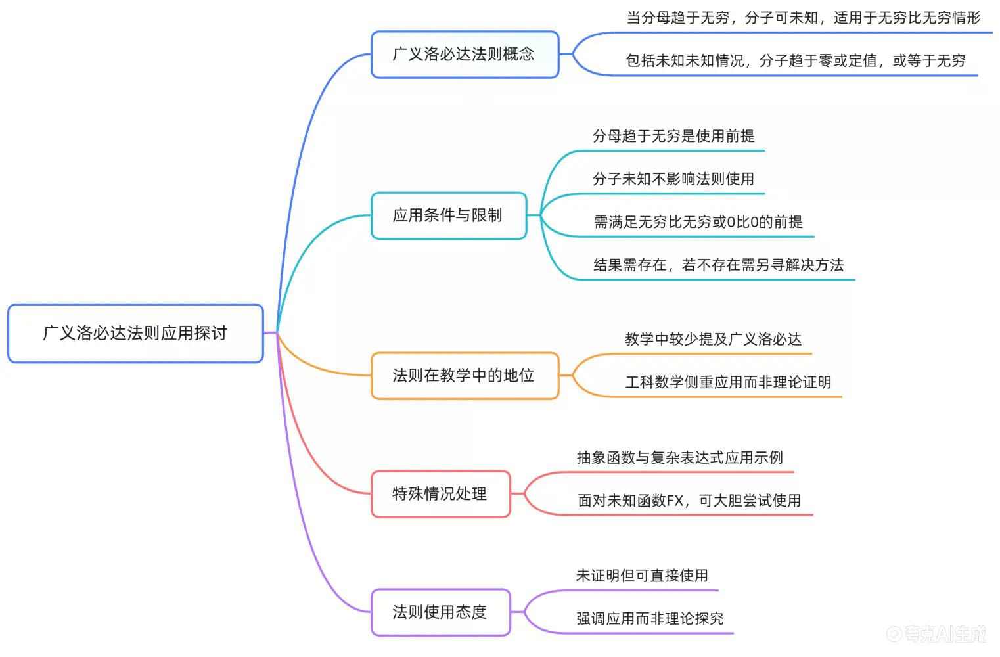 广义洛必达法则应用探讨
广义洛必达法则概念
当分母趋于无穷，分子可未知，适用于无穷比无穷情形
包括未知未知情况，分子趋于零或定值，或等于无穷
应用条件与限制
分母趋于无穷是使用前提
分子未知不影响法则使用
需满足无穷比无穷或0比0的前提
结果需存在，若不存在需另寻解决方法
法则在教学中的地位
教学中较少提及广义洛必达
工科数学侧重应用而非理论证明
特殊情况处理
抽象函数与复杂表达式应用示例
面对未知函数FX，可大胆尝试使用
法则使用态度
未证明但可直接使用
强调应用而非理论探究
夸克AI生成